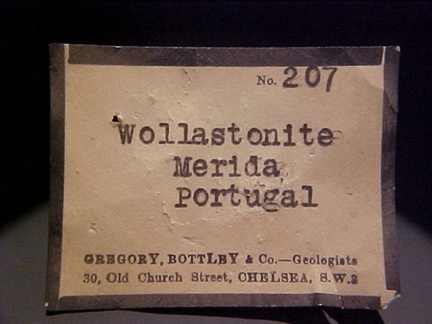 No. 207
Wollastonite
Merida,
Portugal
GREGORY, BOTTLEY & Co.—Geologists
30, Old Church Street, CHELSEA, S.W.3